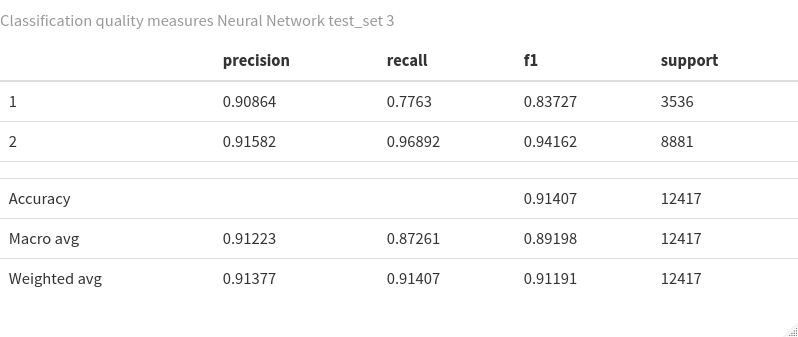 Classification quality measures Neural Network test_set 3
precision recall f1 support
1 0.90864 0.7763 0.83727 3536
2 0.91582 0.96892 0.94162 8881
Accuracy 0.91407 12417
Macro avg 0.91223 0.87261 0.89198 12417
Weighted avg 0.91377 0.91407 0.91191 12417